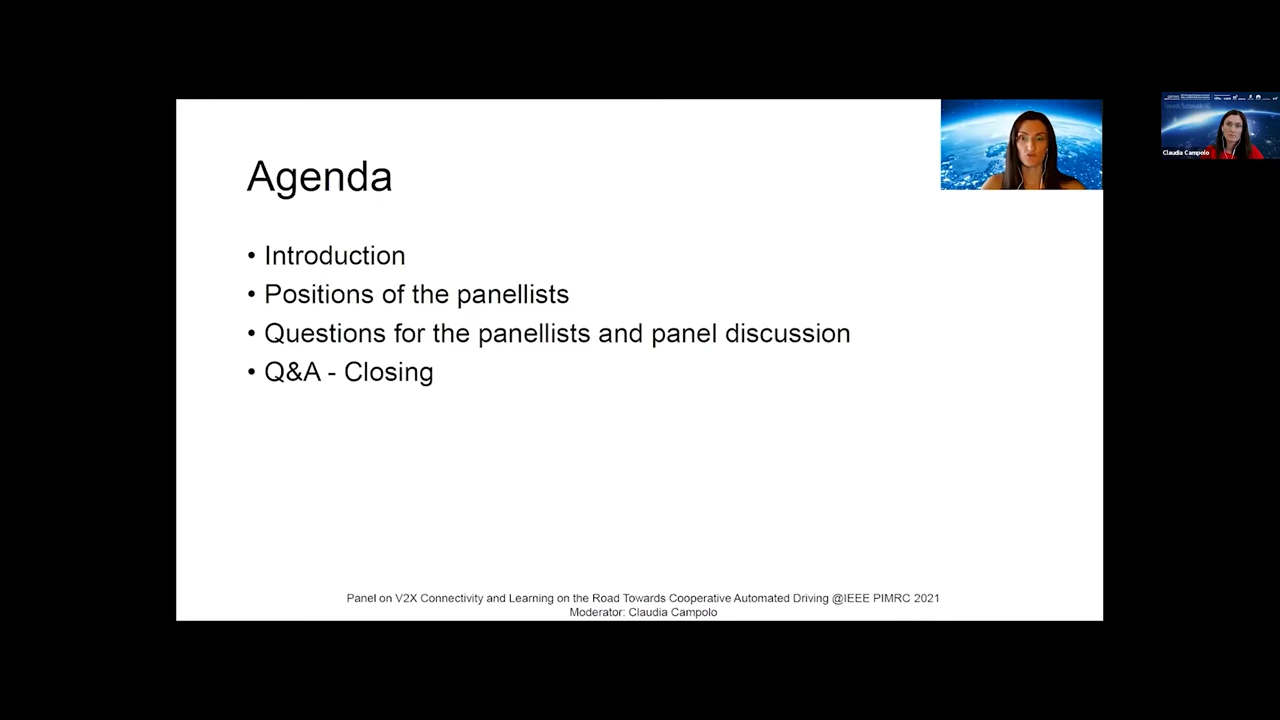 Agenda
• Introduction
• Positions of the panellists
• Questions for the panellists and panel discussion
• Q&A - Closing
Panel on V2X Connectivity and Learning on the Road Towards Cooperative Automated Driving @IEEE PIMRC 2021
Moderator: Claudia Campolo
Claudia Campolo